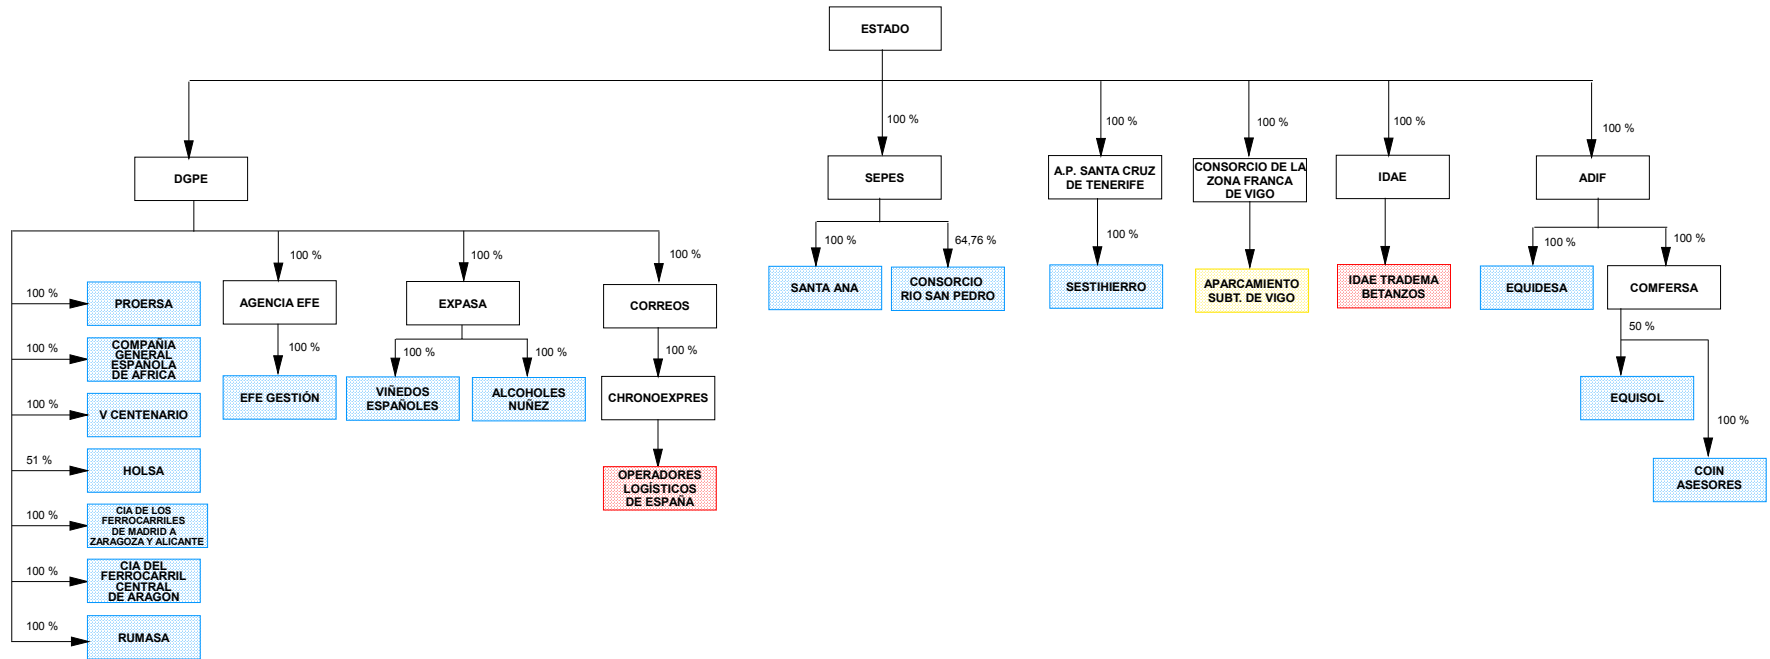 ESTADO
100 %
100 %
100 %
100 %
100 %
DGPE
SEPES
A.P. SANTA CRUZ
DE TENERIFE
CONSORCIO DE LA
ZONA FRANCA
DE VIGO
IDAE
ADIF
100 %
100 %
100 %
100 %
64,76 %
100 %
100 %
100 %
100 %
PROERSA
AGENCIA EFE
EXPASA
CORREOS
SANTA ANA
CONSORCIO
RIO SAN PEDRO
SESTIHIERRO
APARCAMIENTO
SUBT. DE VIGO
IDAE TRADEMA
BETANZOS
EQUIDESA
COMFERSA
100 %
COMPAÑIA
GENERAL
ESPAÑOLA
DE AFRICA
100 %
100 %
100 %
100 %
50 %
100 %
V CENTENARIO
EFE GESTIÓN
VIÑEDOS
ESPAÑOLES
ALCOHOLES
NUÑEZ
CHRONOEXPRES
EQUISOL
100 %
51 %
HOLSA
OPERADORES
LOGÍSTICOS
DE ESPAÑA
COIN
ASESORES
100 %
CIA DE LOS
FERROCARRILES
DE MADRID A
ZARAGOZA Y ALICANTE
100 %
CIA DEL
FERROCARRIL
CENTRAL
DE ARAGÓN
100 %
RUMASA